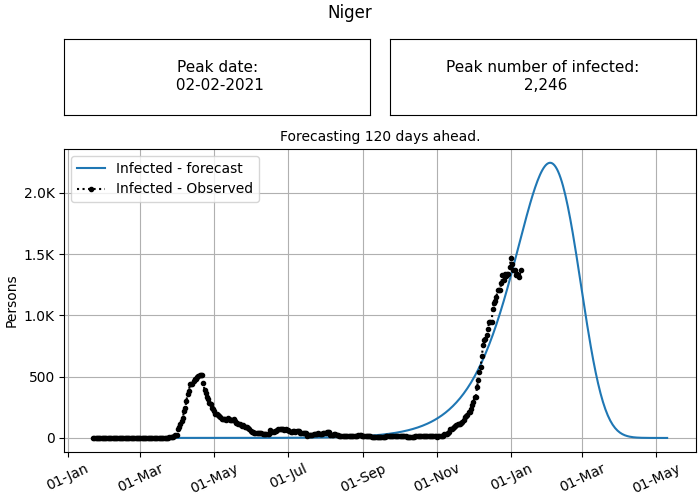 Niger
Peak date:
02-02-2021
Peak number of infected:
2,246
Forecasting 120 days ahead.
Infected - forecast
Infected - Observed
Persons
2.0K
1.5K
1.0K
500
0
01-Jan
01-Mar
01-May
01-Jul
01-Sep
01-Nov
01-Jan
01-Mar
01-May